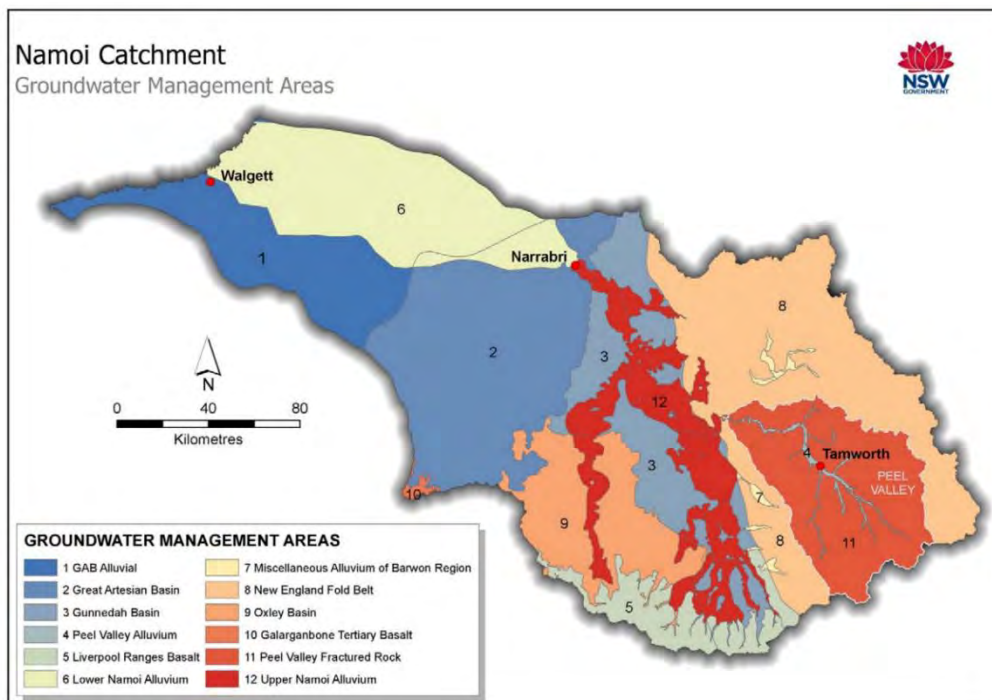 Namoi Catchment
Groundwater Management Areas
NSW
GOVERNMENT
Walgett
6
1
Narrabri
8
2
3
N
12
0 40 80
Kilometres
4
Tamworth
3
PEEL
VALLEY
7
10
9
8
11
5
GROUNDWATER MANAGEMENT AREAS
1 GAB Alluvial
2 Great Artesian Basin
3 Gunnedah Basin
4 Peel Valley Alluvium
5 Liverpool Ranges Basalt
6 Lower Namoi Alluvium
7 Miscellaneous Alluvium of Barwon Region
8 New England Fold Belt
9 Oxley Basin
10 Galarganbone Tertiary Basalt
11 Peel Valley Fractured Rock
12 Upper Namoi Alluvium